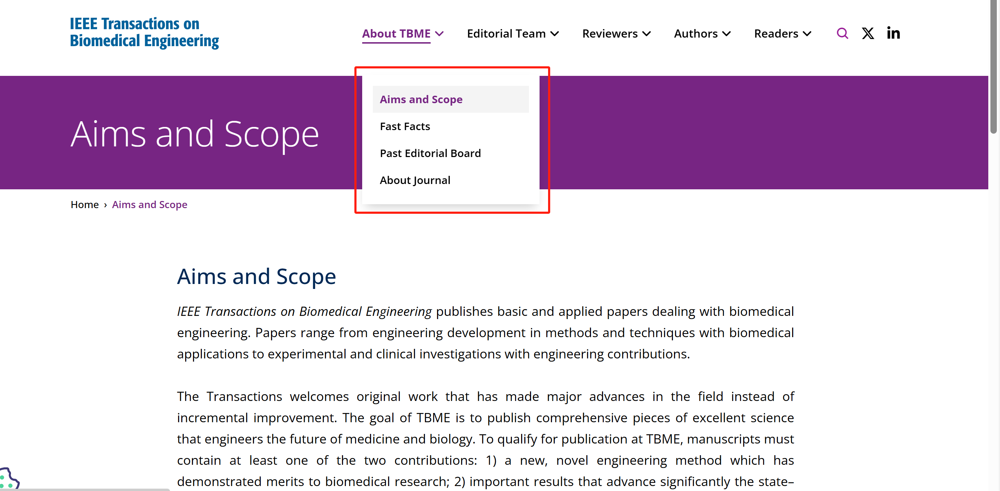 IEEE Transactions on
Biomedical Engineering
About TBME
Editorial Team
Reviewers
Authors
Readers
X
in
Aims and Scope
Fast Facts
Past Editorial Board
About Journal
Aims and Scope
Home › Aims and Scope
Aims and Scope
IEEE Transactions on Biomedical Engineering publishes basic and applied papers dealing with biomedical
engineering. Papers range from engineering development in methods and techniques with biomedical
applications to experimental and clinical investigations with engineering contributions.
The Transactions welcomes original work that has made major advances in the field instead of
incremental improvement. The goal of TBME is to publish comprehensive pieces of excellent science
that engineers the future of medicine and biology. To qualify for publication at TBME, manuscripts must
contain at least one of the two contributions: 1) a new, novel engineering method which has
demonstrated merits to biomedical research; 2) important results that advance significantly the state–